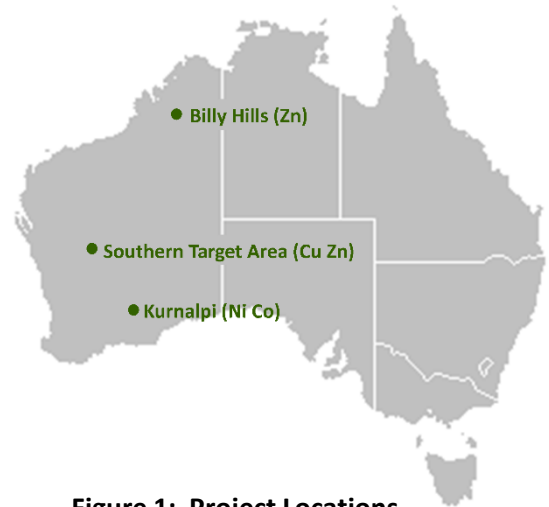 Billy Hills (Zn)
Southern Target Area (Cu Zn)
Kurnalpi (Ni Co)
Figure 1: Project Locations